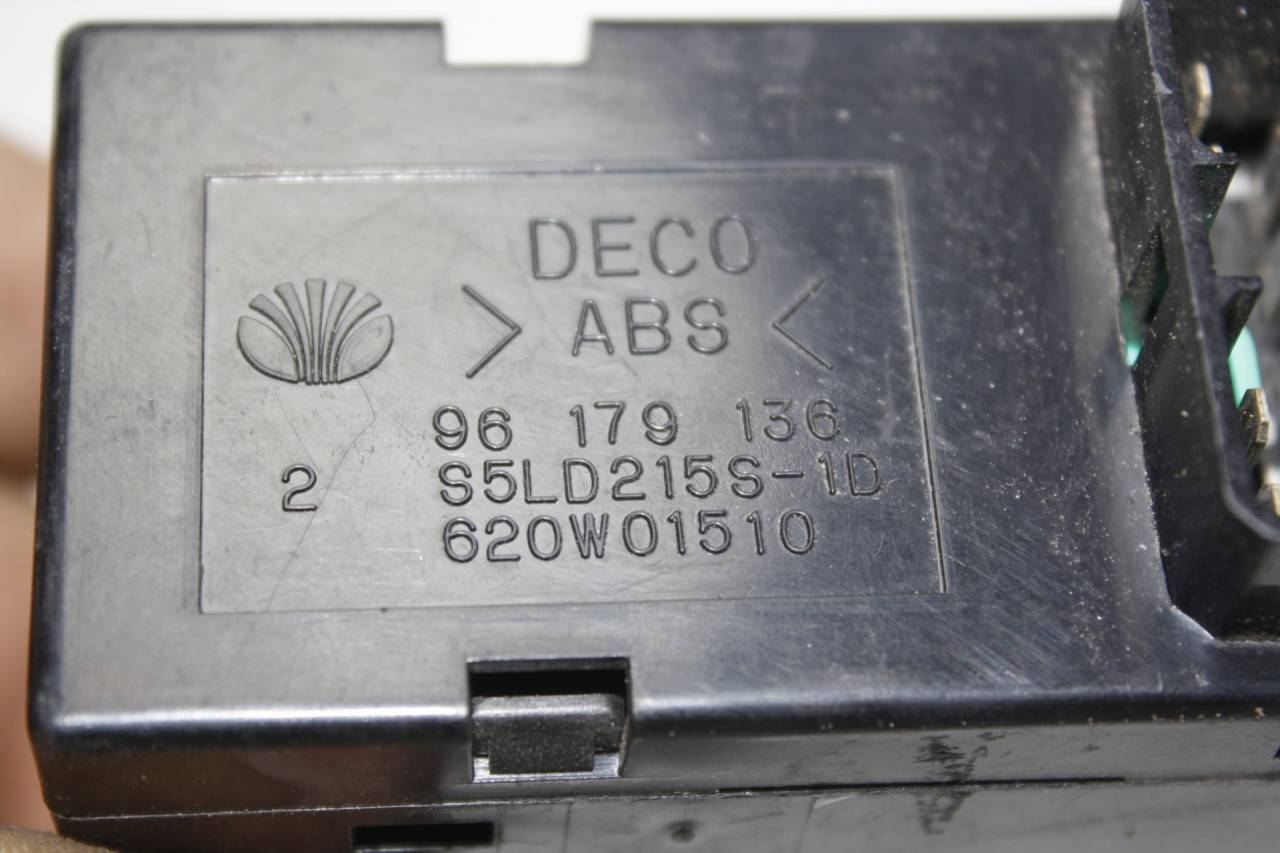 DECO
>ABS<
96 179 136
2 S5LD215S-1D
620W01510